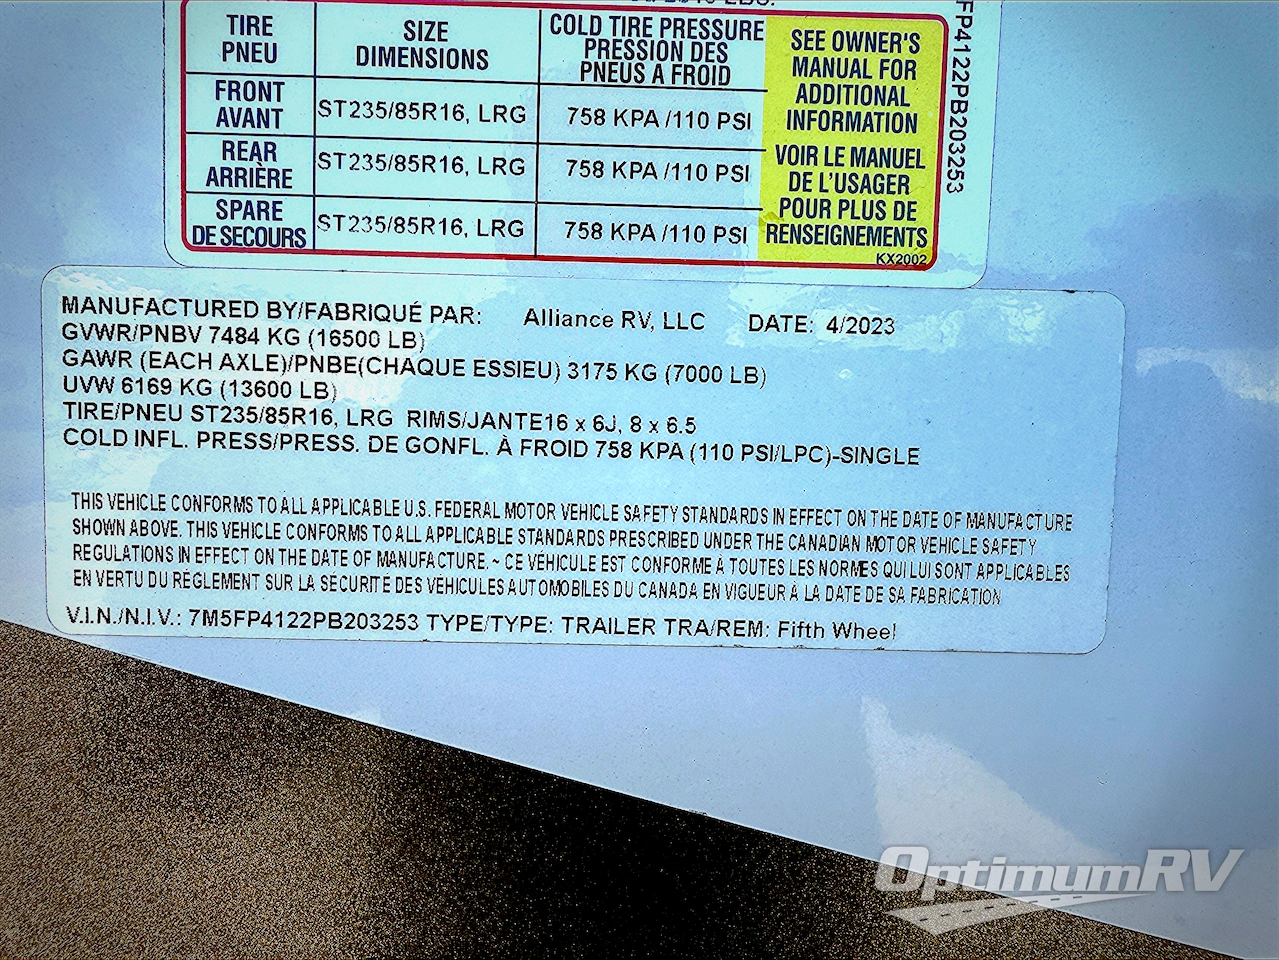 TIRE PNEU SIZE DIMENSIONS COLD TIRE PRESSURE PRESSION DES PNEUS A FROID
FRONT AVANT ST235/85R16, LRG 758 KPA /110 PSI
REAR ARRIÈRE ST235/85R16, LRG 758 KPA /110 PSI
SPARE DE SECOURS ST235/85R16, LRG 758 KPA /110 PSI
SEE OWNER'S
MANUAL FOR
ADDITIONAL
INFORMATION
VOIR LE MANUEL
DE L'USAGER
POUR PLUS DE
RENSEIGNEMENTS
KX2002
FP4122PB203253
MANUFACTURED BY/FABRIQUÉ PAR: Alliance RV, LLC DATE: 4/2023
GVWR/PNBV 7484 KG (16500 LB)
GAWR (EACH AXLE)/PNBE(CHAQUE ESSIEU) 3175 KG (7000 LB)
UVW 6169 KG (13600 LB)
TIRE/PNEU ST235/85R16, LRG RIMS/JANTE16 x 6J, 8 x 6.5
COLD INFL. PRESS/PRESS. DE GONFL. À FROID 758 KPA (110 PSI/LPC)-SINGLE
THIS VEHICLE CONFORMS TO ALL APPLICABLE U.S. FEDERAL MOTOR VEHICLE SAFETY STANDARDS IN EFFECT ON THE DATE OF MANUFACTURE
SHOWN ABOVE. THIS VEHICLE CONFORMS TO ALL APPLICABLE STANDARDS PRESCRIBED UNDER THE CANADIAN MOTOR VEHICLE SAFETY
REGULATIONS IN EFFECT ON THE DATE OF MANUFACTURE. ~ CE VÉHICULE EST CONFORME À TOUTES LES NORMES QUI LUI SONT APPLICABLES
EN VERTU DU RÈGLEMENT SUR LA SÉCURITÉ DES VÉHICULES AUTOMOBILES DU CANADA EN VIGUEUR À LA DATE DE SA FABRICATION
V.I.N./N.I.V.: 7M5FP4122PB203253 TYPE/TYPE: TRAILER TRA/REM: Fifth Wheel
OptimumRV